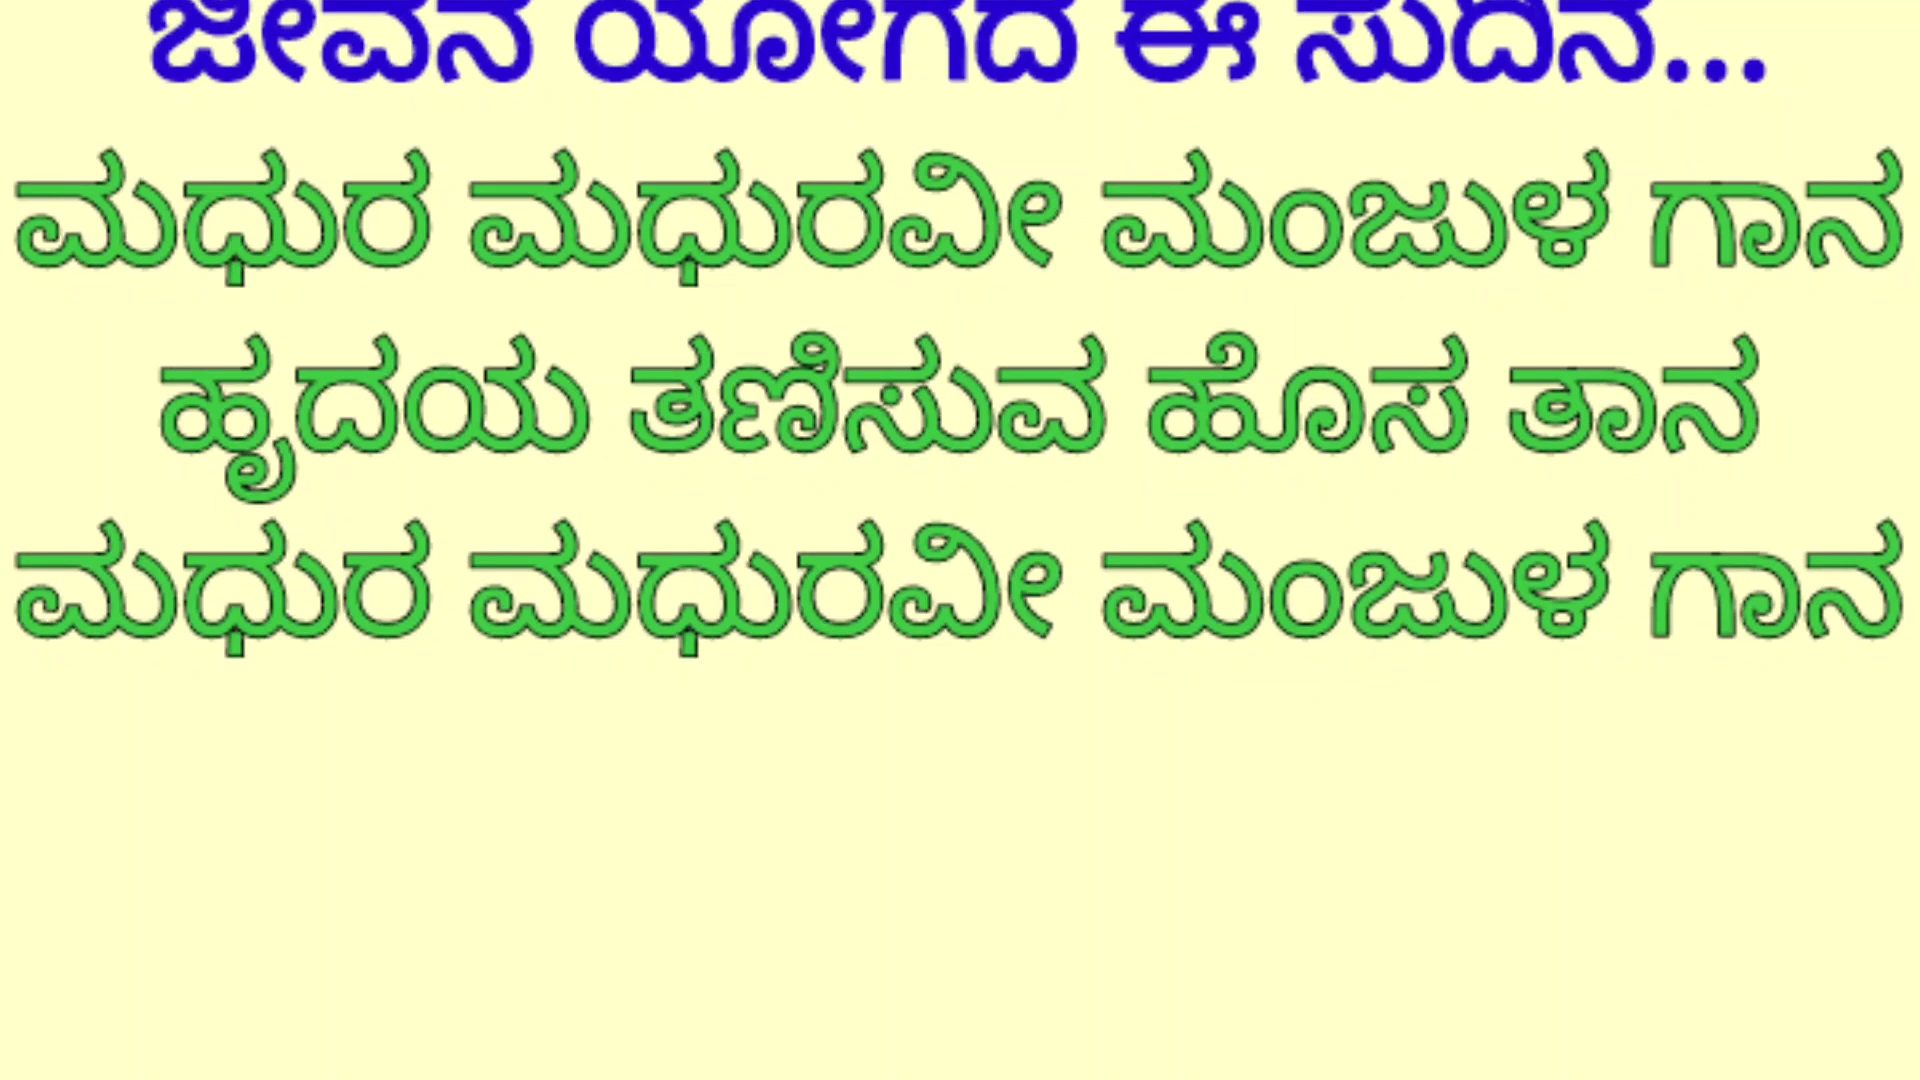 ಜೀವನ ಯೋಗದ ಈ ಸುದಿನ...
ಮಧುರ ಮಧುರವೀ ಮಂಜುಳ ಗಾನ
ಹೃದಯ ತಣಿಸುವ ಹೊಸ ತಾನ
ಮಧುರ ಮಧುರವೀ ಮಂಜುಳ ಗಾನ